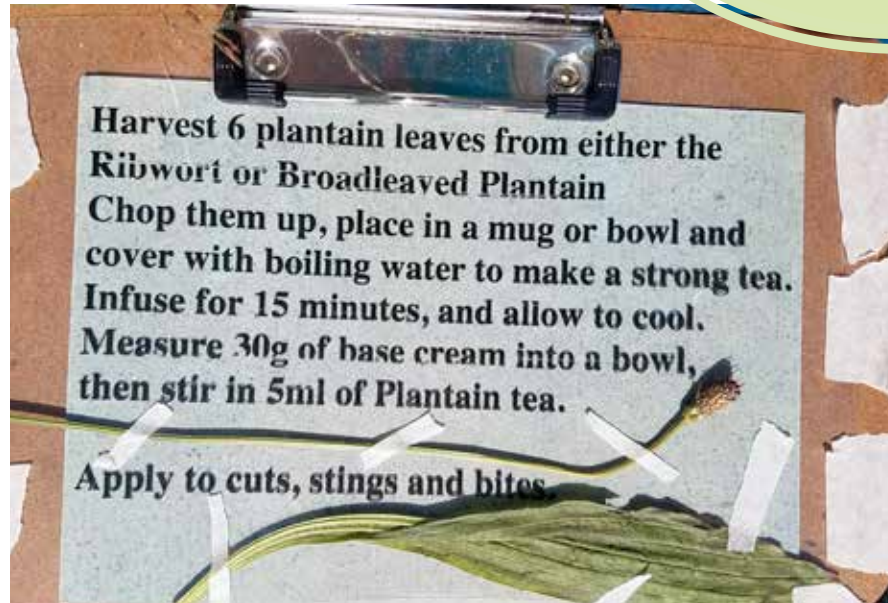 Harvest 6 plantain leaves from either the
Ribwort or Broadleaved Plantain
Chop them up, place in a mug or bowl and
cover with boiling water to make a strong tea.
Infuse for 15 minutes, and allow to cool.
Measure 30g of base cream into a bowl,
then stir in 5ml of Plantain tea.
Apply to cuts, stings and bites.